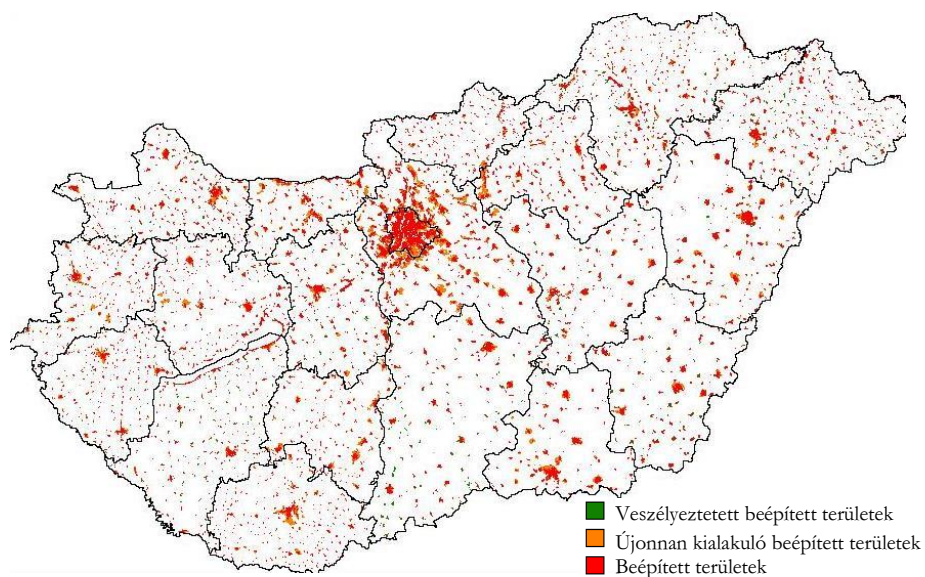 Veszélyeztetett beépített területek
Újonnan kialakuló beépített területek
Beépített területek